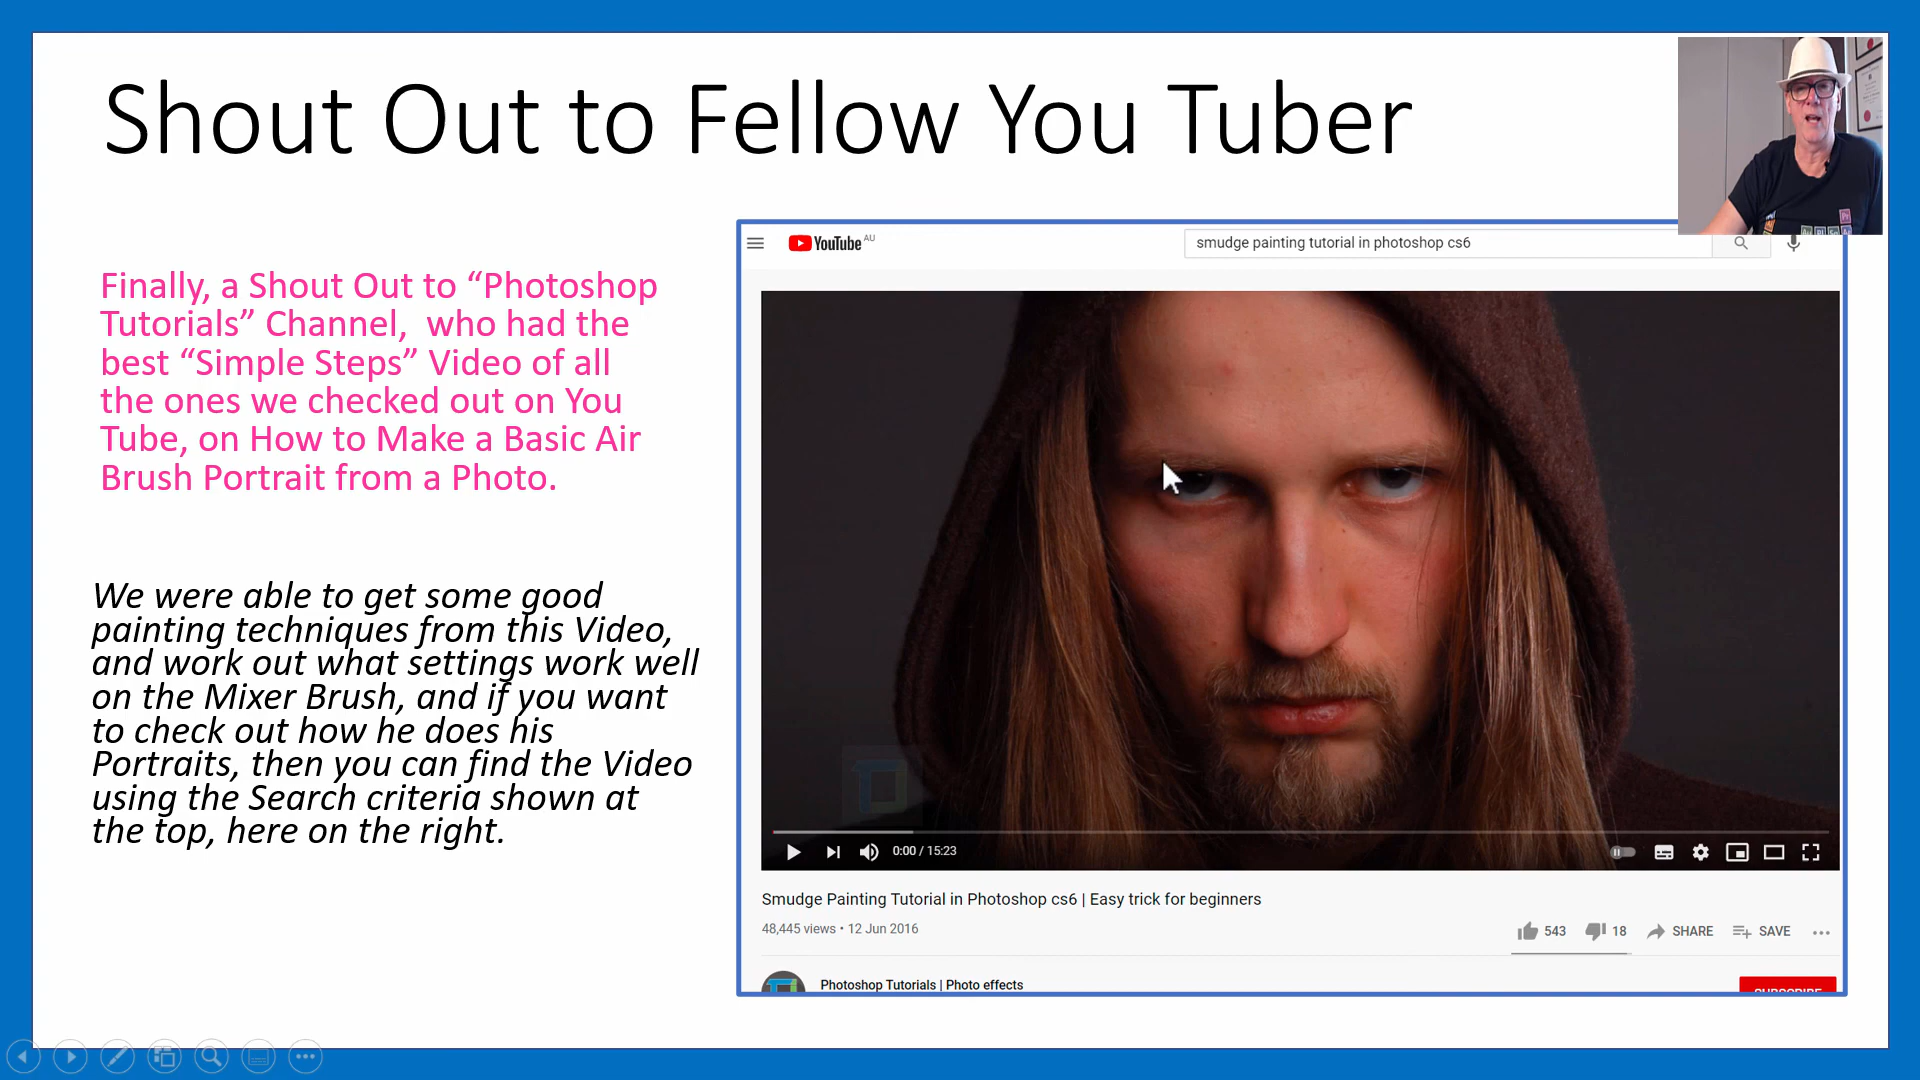 Shout Out to Fellow You Tuber
Finally, a Shout Out to “Photoshop
Tutorials” Channel,  who had the
best “Simple Steps” Video of all
the ones we checked out on You
Tube, on How to Make a Basic Air
Brush Portrait from a Photo.
We were able to get some good
painting techniques from this Video,
and work out what settings work well
on the Mixer Brush, and if you want
to check out how he does his
Portraits, then you can find the Video
using the Search criteria shown at
the top, here on the right.
YouTube AU
smudge painting tutorial in photoshop cs6
0:00 / 15:23
Smudge Painting Tutorial in Photoshop cs6 | Easy trick for beginners
48,445 views • 12 Jun 2016
543 18 SHARE SAVE
Photoshop Tutorials | Photo effects
SUBSCRIBE